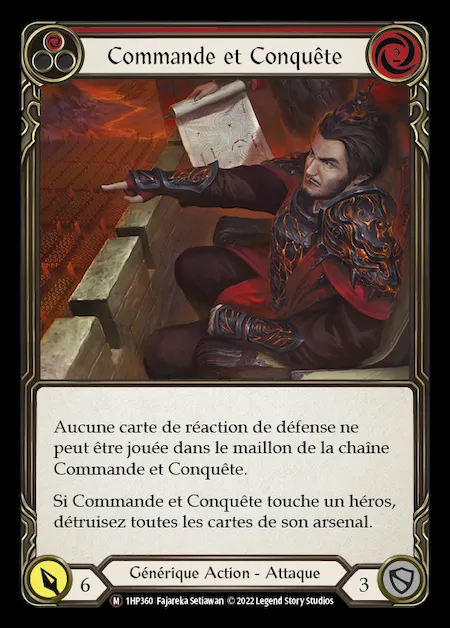 Commande et Conquête
Aucune carte de réaction de défense ne
peut être jouée dans le maillon de la chaîne
Commande et Conquête.
Si Commande et Conquête touche un héros,
détruisez toutes les cartes de son arsenal.
6
Générique Action - Attaque
3
M 1HP360 Fajareka Setiawan © 2022 Legend Story Studios